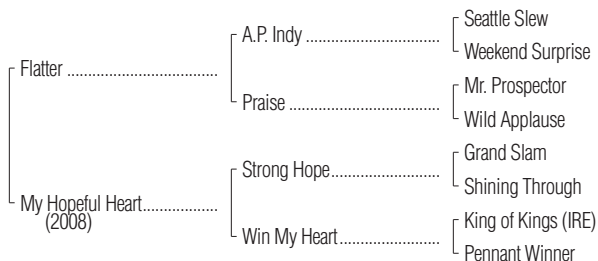 Seattle Slew
A.P. Indy ..........................................
Weekend Surprise
Flatter ...............................................
Mr. Prospector
Praise ...............................................
Wild Applause
Grand Slam
Strong Hope..................................
Shining Through
My Hopeful Heart.......................
(2008)
King of Kings (IRE)
Win My Heart...............................
Pennant Winner